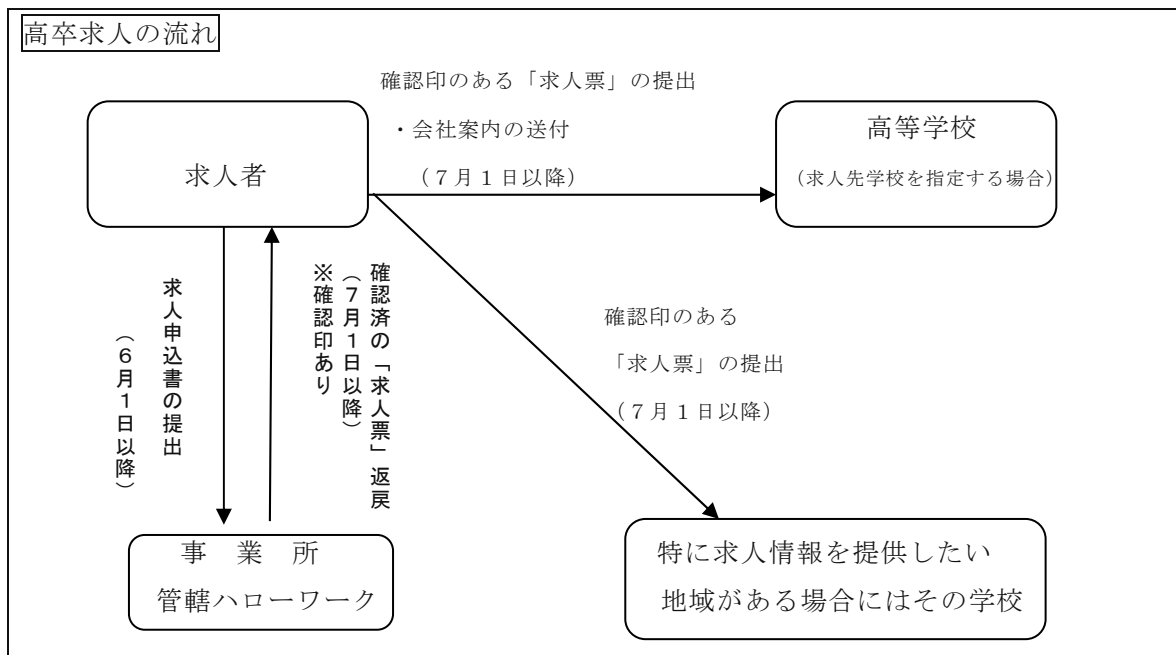 高卒求人の流れ
確認印のある「求人票」の提出
・会社案内の送付
（７月１日以降）
求人者
高等学校
（求人先学校を指定する場合）
求人申込書の提出
（６月１日以降）
確認済の「求人票」返戻
（７月１日以降）
※確認印あり
確認印のある
「求人票」の提出
（７月１日以降）
事　業　所
管轄ハローワーク
特に求人情報を提供したい
地域がある場合にはその学校